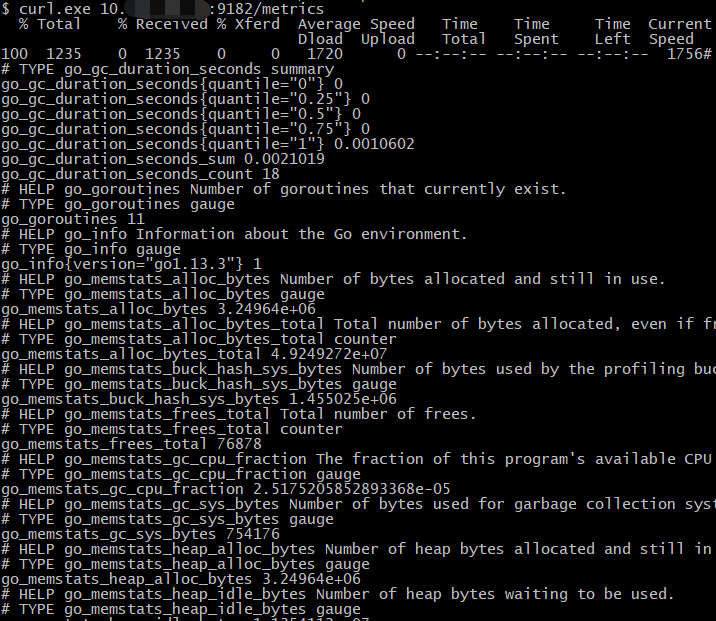 $ curl.exe 10. :9182/metrics
% Total % Received % Xferd Average Speed Time Time Time Current
Dload Upload Total Spent Left Speed
100 1235 0 1235 0 0 1720 0 --:--:-- --:--:-- --:--:-- 1756#
# TYPE go_gc_duration_seconds summary
go_gc_duration_seconds{quantile="0"} 0
go_gc_duration_seconds{quantile="0.25"} 0
go_gc_duration_seconds{quantile="0.5"} 0
go_gc_duration_seconds{quantile="0.75"} 0
go_gc_duration_seconds{quantile="1"} 0.0010602
go_gc_duration_seconds_sum 0.0021019
go_gc_duration_seconds_count 18
# HELP go_goroutines Number of goroutines that currently exist.
# TYPE go_goroutines gauge
go_goroutines 11
# HELP go_info Information about the Go environment.
# TYPE go_info gauge
go_info{version="go1.13.3"} 1
# HELP go_memstats_alloc_bytes Number of bytes allocated and still in use.
# TYPE go_memstats_alloc_bytes gauge
go_memstats_alloc_bytes 3.24964e+06
# HELP go_memstats_alloc_bytes_total Total number of bytes allocated, even if fr
# TYPE go_memstats_alloc_bytes_total counter
go_memstats_alloc_bytes_total 4.9249272e+07
# HELP go_memstats_buck_hash_sys_bytes Number of bytes used by the profiling buc
# TYPE go_memstats_buck_hash_sys_bytes gauge
go_memstats_buck_hash_sys_bytes 1.455025e+06
# HELP go_memstats_frees_total Total number of frees.
# TYPE go_memstats_frees_total counter
go_memstats_frees_total 76878
# HELP go_memstats_gc_cpu_fraction The fraction of this program's available CPU
# TYPE go_memstats_gc_cpu_fraction gauge
go_memstats_gc_cpu_fraction 2.5175205852893368e-05
# HELP go_memstats_gc_sys_bytes Number of bytes used for garbage collection syst
# TYPE go_memstats_gc_sys_bytes gauge
go_memstats_gc_sys_bytes 754176
# HELP go_memstats_heap_alloc_bytes Number of heap bytes allocated and still in
# TYPE go_memstats_heap_alloc_bytes gauge
go_memstats_heap_alloc_bytes 3.24964e+06
# HELP go_memstats_heap_idle_bytes Number of heap bytes waiting to be used.
# TYPE go_memstats_heap_idle_bytes gauge